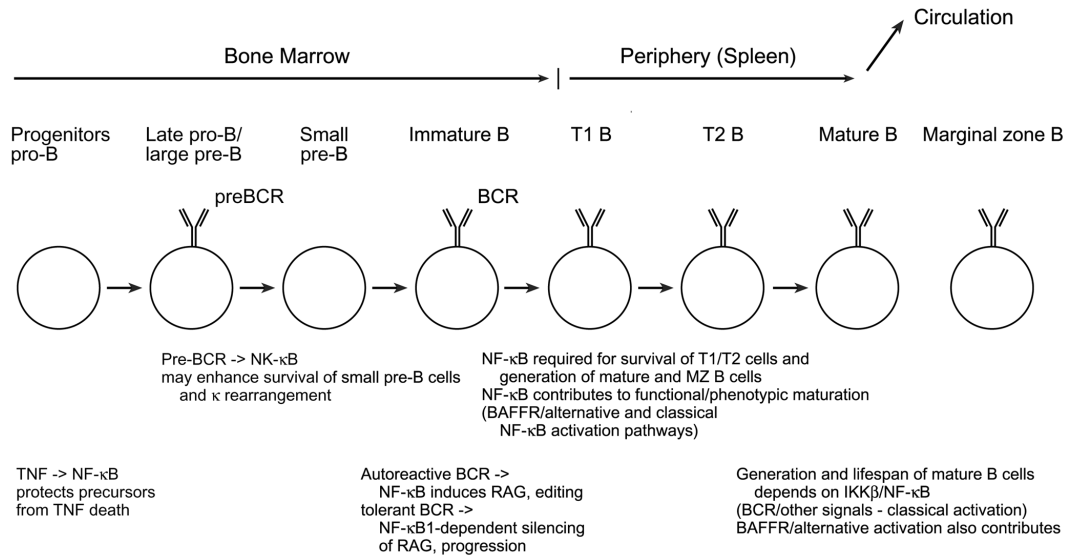 Circulation
Bone Marrow
Periphery (Spleen)
Progenitors
pro-B
Late pro-B/
large pre-B
Small
pre-B
Immature B
T1 B
T2 B
Mature B
Marginal zone B
preBCR
BCR
Pre-BCR -> NK-κB
may enhance survival of small pre-B cells
and κ rearrangement
NF-κB required for survival of T1/T2 cells and
generation of mature and MZ B cells
NF-κB contributes to functional/phenotypic maturation
(BAFFR/alternative and classical
NF-κB activation pathways)
TNF -> NF-κB
protects precursors
from TNF death
Autoreactive BCR ->
NF-κB induces RAG, editing
tolerant BCR ->
NF-κB1-dependent silencing
of RAG, progression
Generation and lifespan of mature B cells
depends on IKKβ/NF-κB
(BCR/other signals - classical activation)
BAFFR/alternative activation also contributes